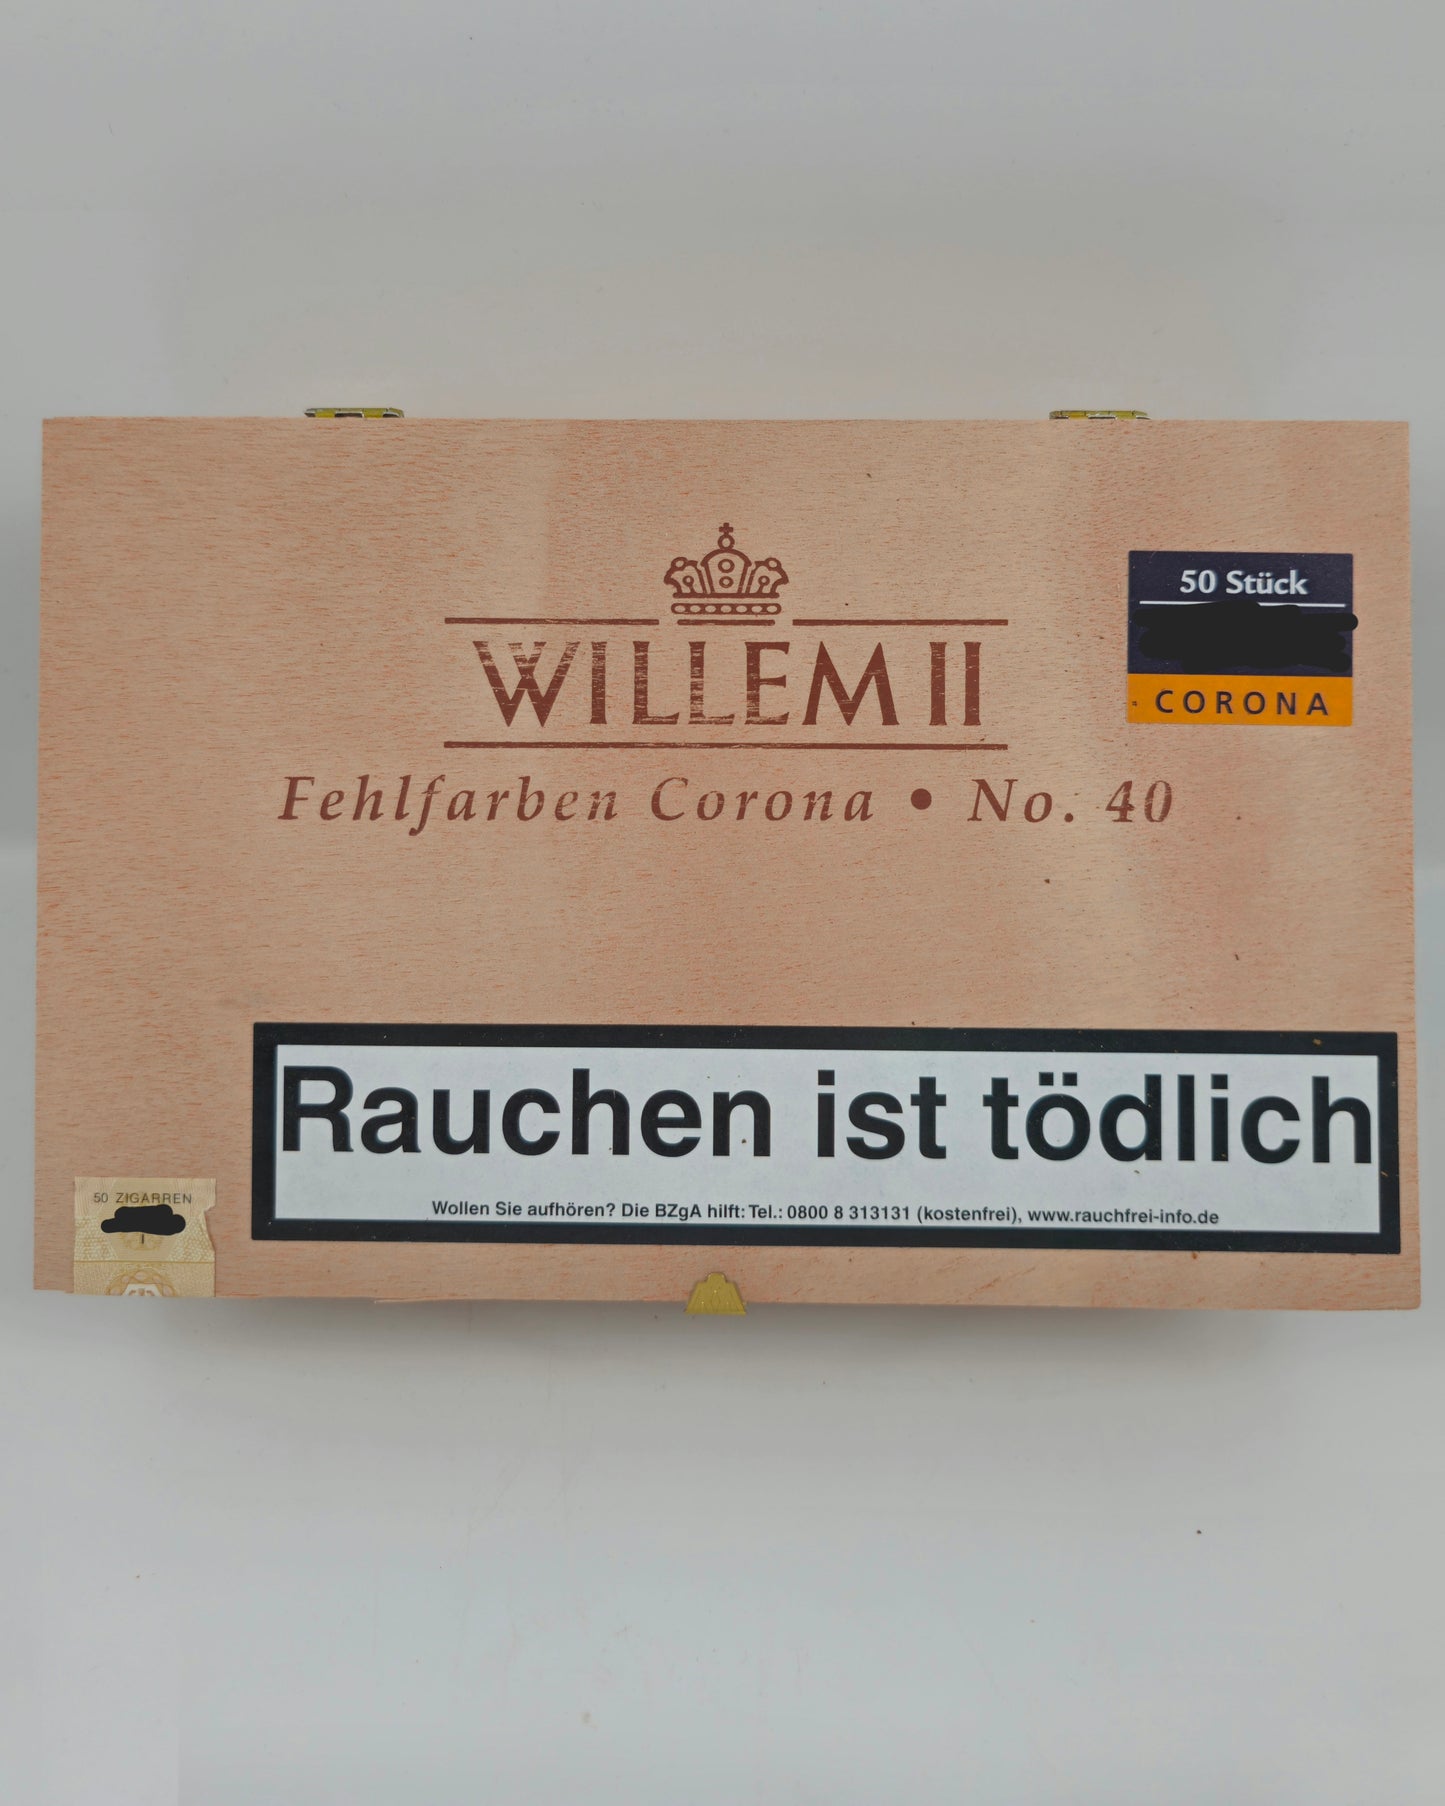 50 Stück
WILLEM II
CORONA
Fehlfarben Corona • No. 40
Rauchen ist tödlich
Wollen Sie aufhören? Die BZgA hilft: Tel.: 0800 8 313131 (kostenfrei), www.rauchfrei-info.de
50 ZIGARREN
1